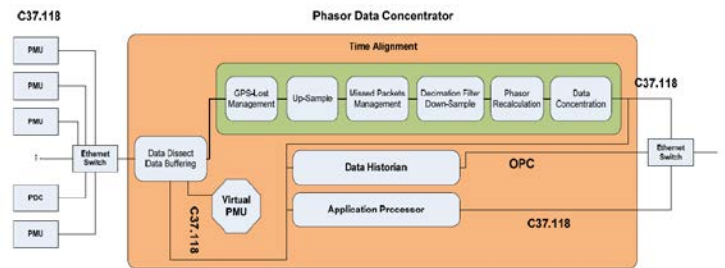 C37.118
Phasor Data Concentrator
Time Alignment
PMU
PMU
PMU
PDC
PMU
Ethernet
Switch
Data Dissect
Data Buffering
GPS-Lost
Management
Up-Sample
Missed Packets
Management
Decimation Filter
Down-Sample
Phasor
Recalculation
Data
Concentration
C37.118
Data Historian
OPC
Ethernet
Switch
Virtual
PMU
Application Processor
C37.118
C37.118